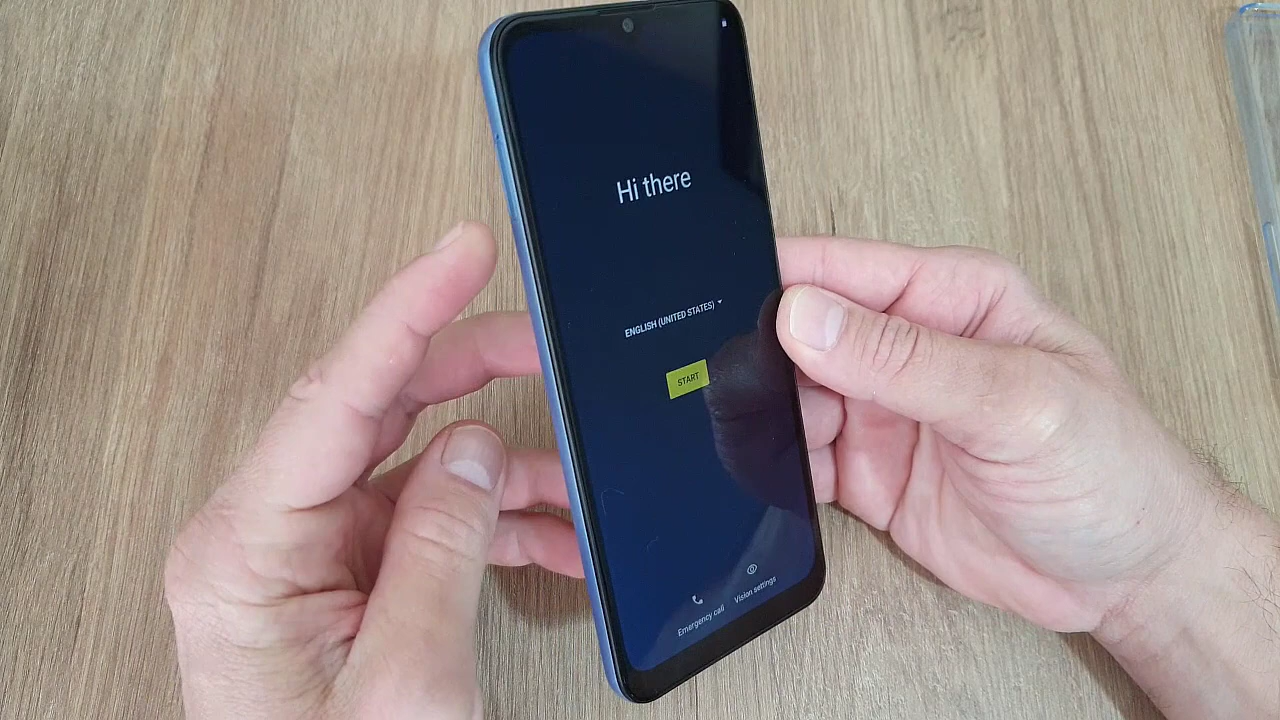 Hi there
ENGLISH (UNITED STATES)
START
Emergency call
Vision settings